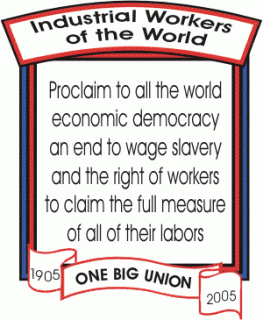 Industrial Workers
of the World
Proclaim to all the world
economic democracy
an end to wage slavery
and the right of workers
to claim the full measure
of all of their labors
1905 ONE BIG UNION 2005